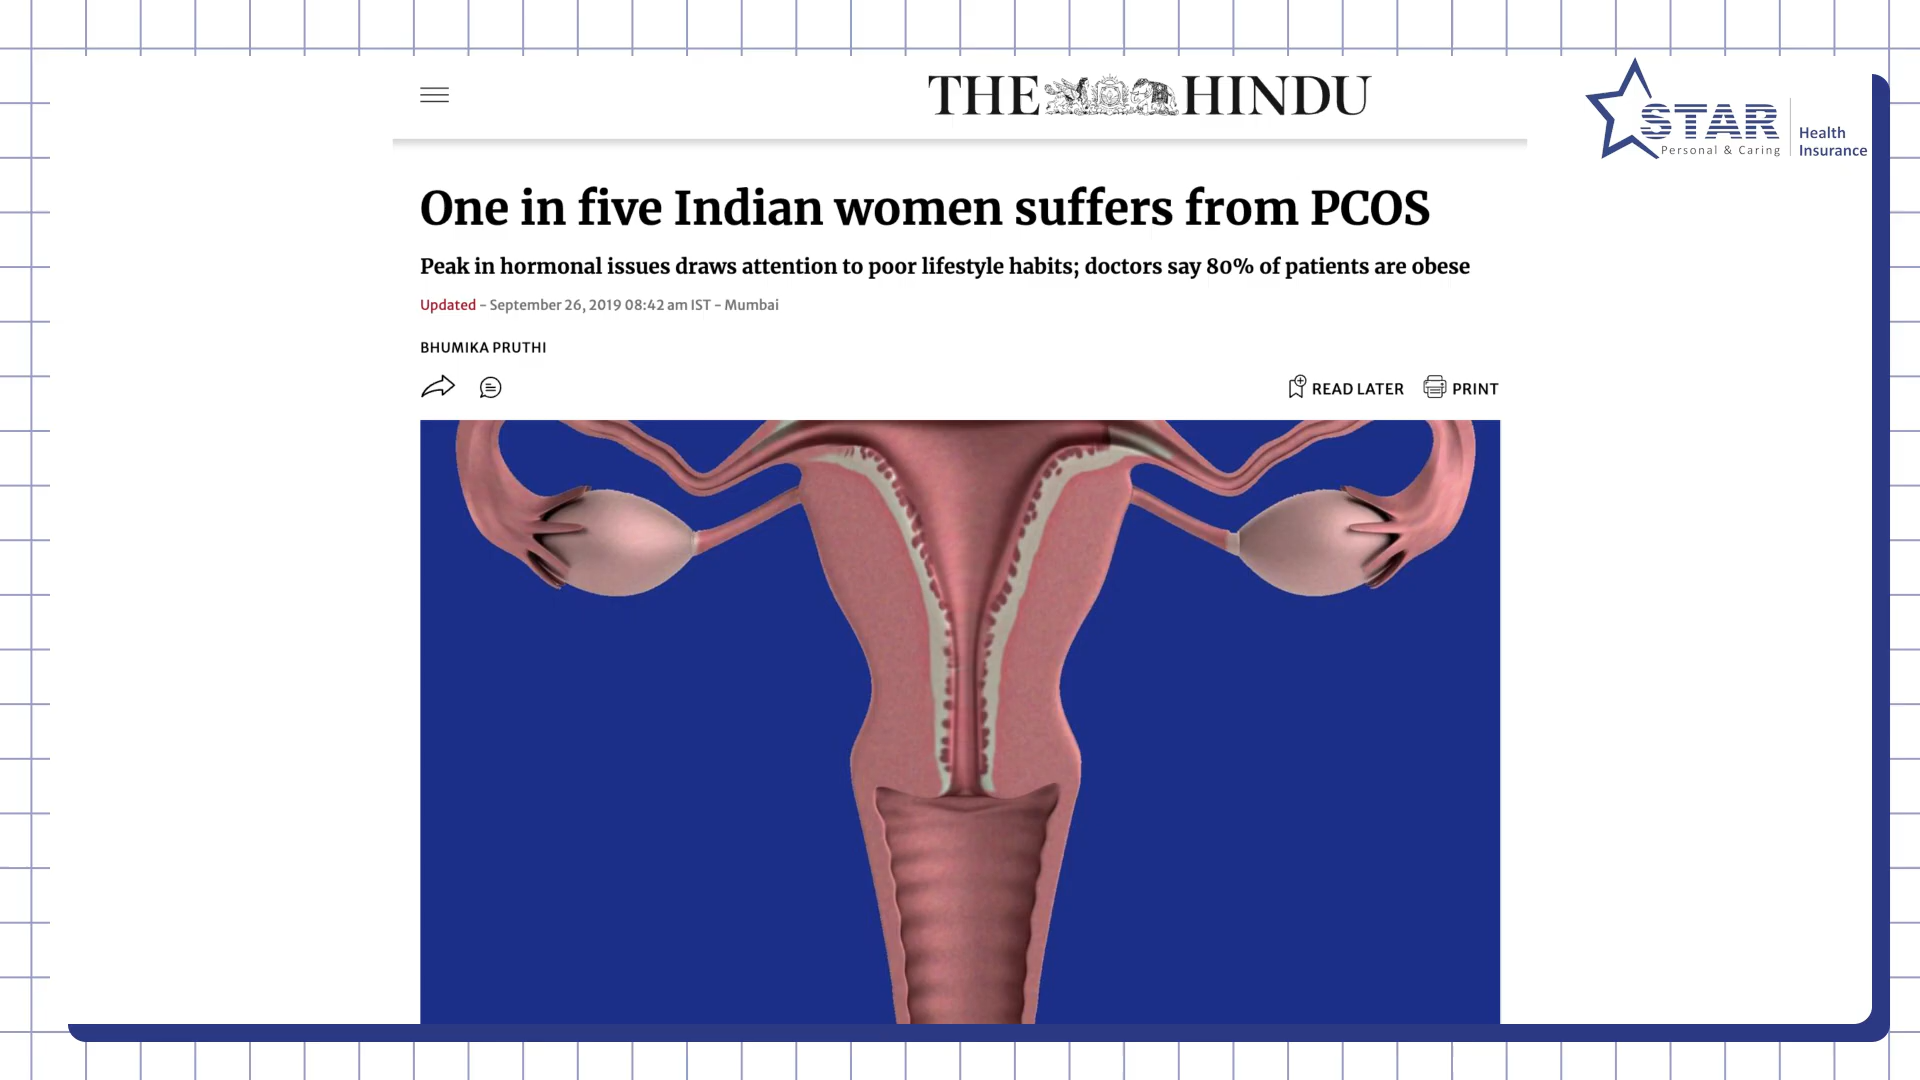 THE HINDU
STAR
Personal & Caring
Health
Insurance
One in five Indian women suffers from PCOS
Peak in hormonal issues draws attention to poor lifestyle habits; doctors say 80% of patients are obese
Updated - September 26, 2019 08:42 am IST - Mumbai
BHUMIKA PRUTHI
READ LATER PRINT